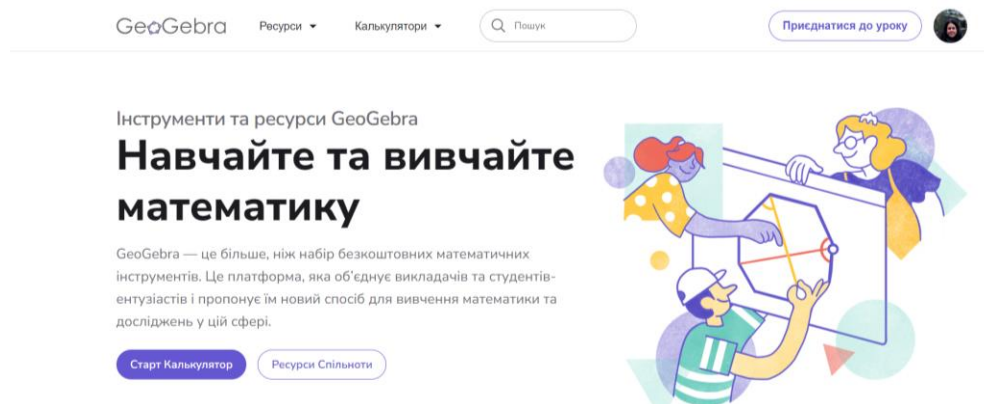 GeoGebra Ресурси Калькулятори Пошук Приєднатися до уроку
Інструменти та ресурси GeoGebra
Навчайте та вивчайте
математику
GeoGebra — це більше, ніж набір безкоштовних математичних
інструментів. Це платформа, яка об’єднує викладачів та студентів-
ентузіастів і пропонує їм новий спосіб для вивчення математики та
досліджень у цій сфері.
Старт Калькулятор Ресурси Спільноти